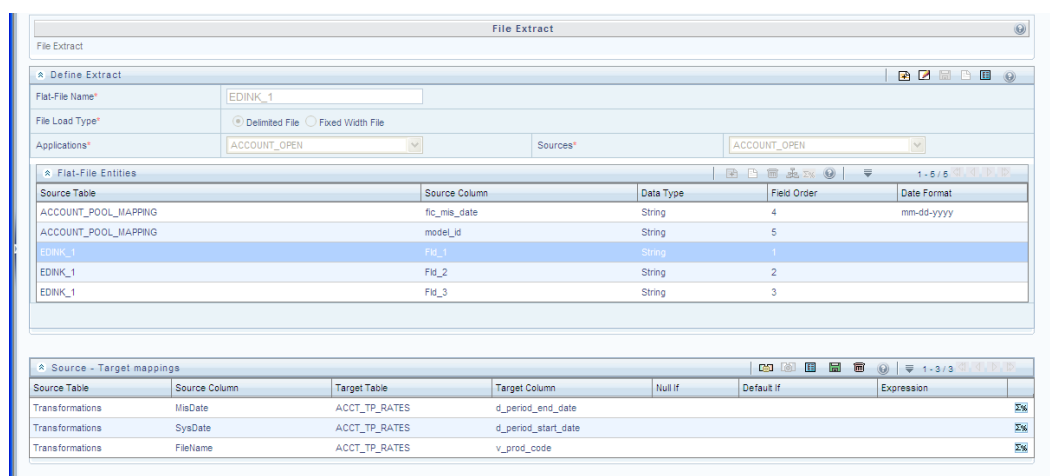 File Extract
File Extract
Define Extract
Flat-File Name* EDINK_1
File Load Type* Delimited File Fixed Width File
Applications* ACCOUNT_OPEN Sources* ACCOUNT_OPEN
Flat-File Entities 1 - 5 / 5
Source Table Source Column Data Type Field Order Date Format
ACCOUNT_POOL_MAPPING fic_mis_date String 4 mm-dd-yyyy
ACCOUNT_POOL_MAPPING model_id String 5
EDINK_1 Fld_1 String 1
EDINK_1 Fld_2 String 2
EDINK_1 Fld_3 String 3
Source - Target mappings 1 - 3 / 3
Source Table Source Column Target Table Target Column Null If Default If Expression
Transformations MisDate ACCT_TP_RATES d_period_end_date Σ%
Transformations SysDate ACCT_TP_RATES d_period_start_date Σ%
Transformations FileName ACCT_TP_RATES v_prod_code Σ%